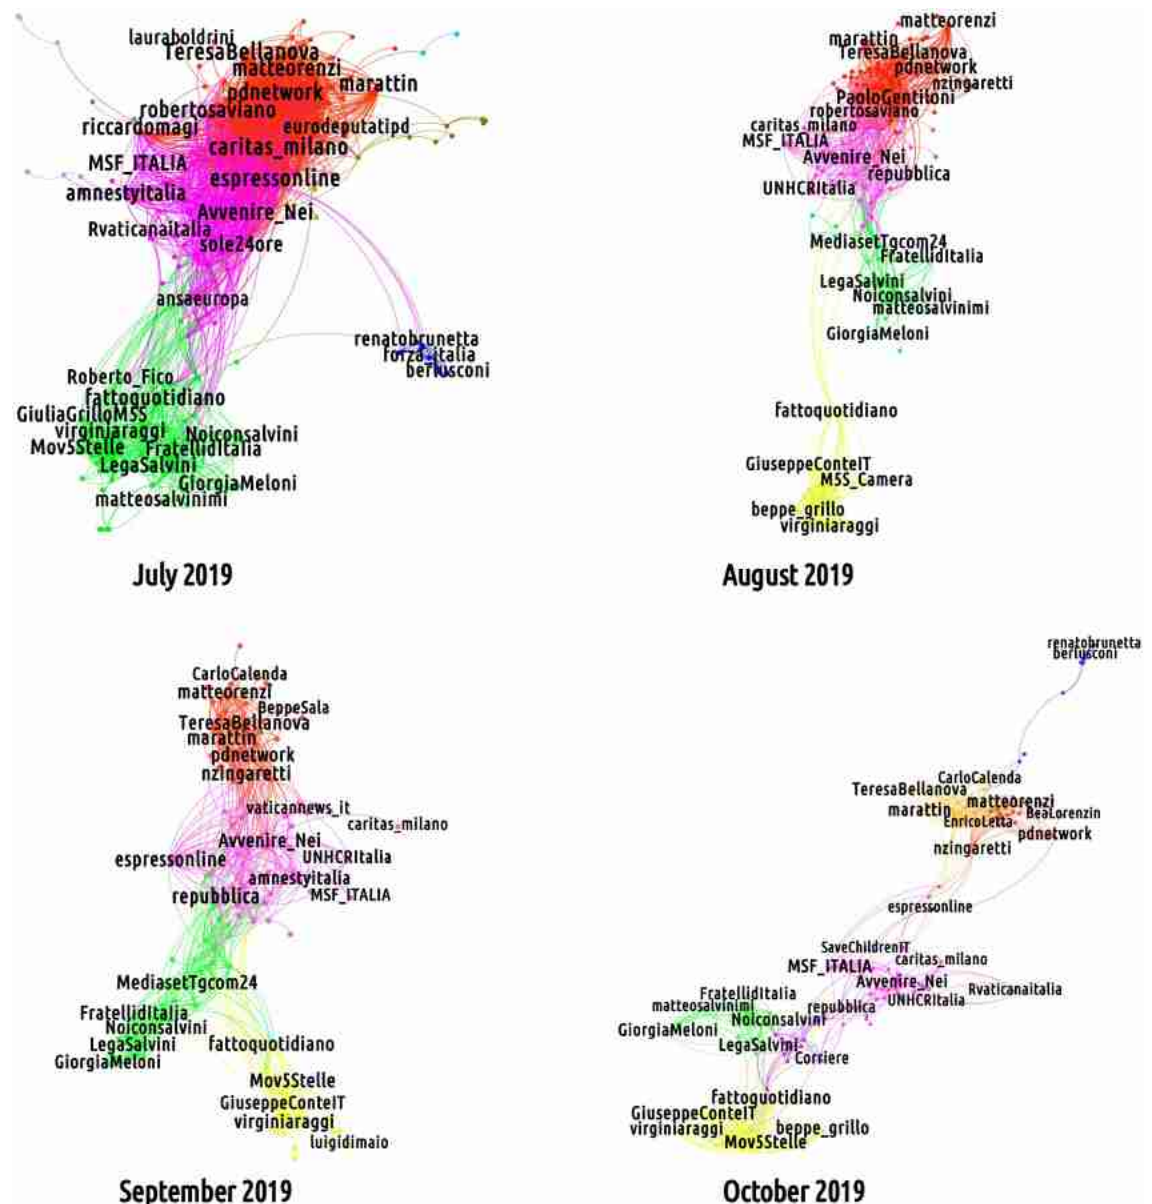 lauraboldrini
TeresaBellanova
matteorenzi
marattin
pdnetwork
robertosaviano
riccardomagi
eurodeputatipd
caritas_milano
MSF_ITALIA
espressonline
amnestyitalia
Avvenire_Nei
Rvaticanaitalia
sole24ore
ansaeuropa
renatobrunetta
forza_italia
berlusconi
Roberto_Fico
fattoquotidiano
GiuliaGrilloM5S
virginiaraggi
Noiconsalvini
Mov5Stelle
FratellidItalia
LegaSalvini
GiorgiaMeloni
matteosalvinimi
July 2019
matteorenzi
marattin
TeresaBellanova
pdnetwork
nzingaretti
PaoloGentiloni
robertosaviano
caritas_milano
MSF_ITALIA
Avvenire_Nei
repubblica
UNHCRItalia
MediasetTgcom24
FratellidItalia
LegaSalvini
Noiconsalvini
matteosalvinimi
GiorgiaMeloni
fattoquotidiano
GiuseppeConteIT
M5S_Camera
beppe_grillo
virginiaraggi
August 2019
CarloCalenda
matteorenzi
BeppeSala
TeresaBellanova
marattin
pdnetwork
nzingaretti
vaticannews_it
caritas_milano
Avvenire_Nei
espressonline
UNHCRItalia
amnestyitalia
repubblica
MSF_ITALIA
MediasetTgcom24
FratellidItalia
Noiconsalvini
LegaSalvini
fattoquotidiano
GiorgiaMeloni
Mov5Stelle
GiuseppeConteIT
virginiaraggi
luigidimaio
September 2019
renatobrunetta
berlusconi
CarloCalenda
TeresaBellanova
matteorenzi
marattin
BeaLorenzin
EnricoLetta
pdnetwork
nzingaretti
espressonline
SaveChildrenIT
caritas_milano
MSF_ITALIA
Avvenire_Nei
Rvaticanaitalia
FratellidItalia
UNHCRItalia
matteosalvinimi
repubblica
Noiconsalvini
GiorgiaMeloni
LegaSalvini
Corriere
fattoquotidiano
GiuseppeConteIT
virginiaraggi
beppe_grillo
Mov5Stelle
October 2019